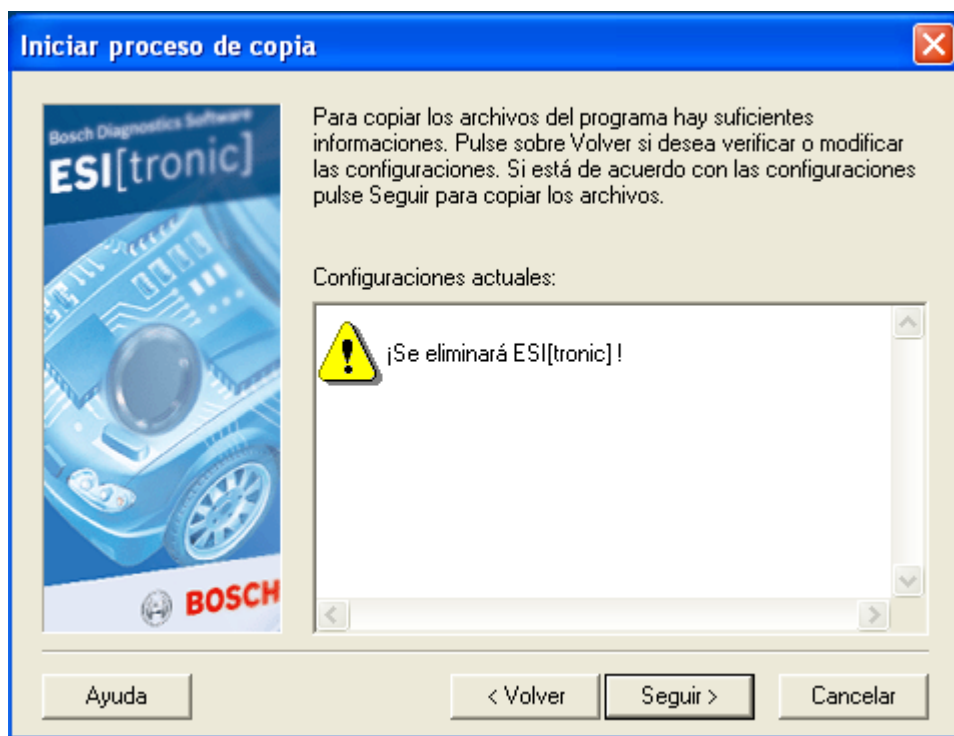 Iniciar proceso de copia
Bosch Diagnostics Software
ESI[tronic]
BOSCH
Para copiar los archivos del programa hay suficientes
informaciones. Pulse sobre Volver si desea verificar o modificar
las configuraciones. Si está de acuerdo con las configuraciones
pulse Seguir para copiar los archivos.
Configuraciones actuales:
¡Se eliminará ESI[tronic] !
Ayuda
< Volver
Seguir >
Cancelar